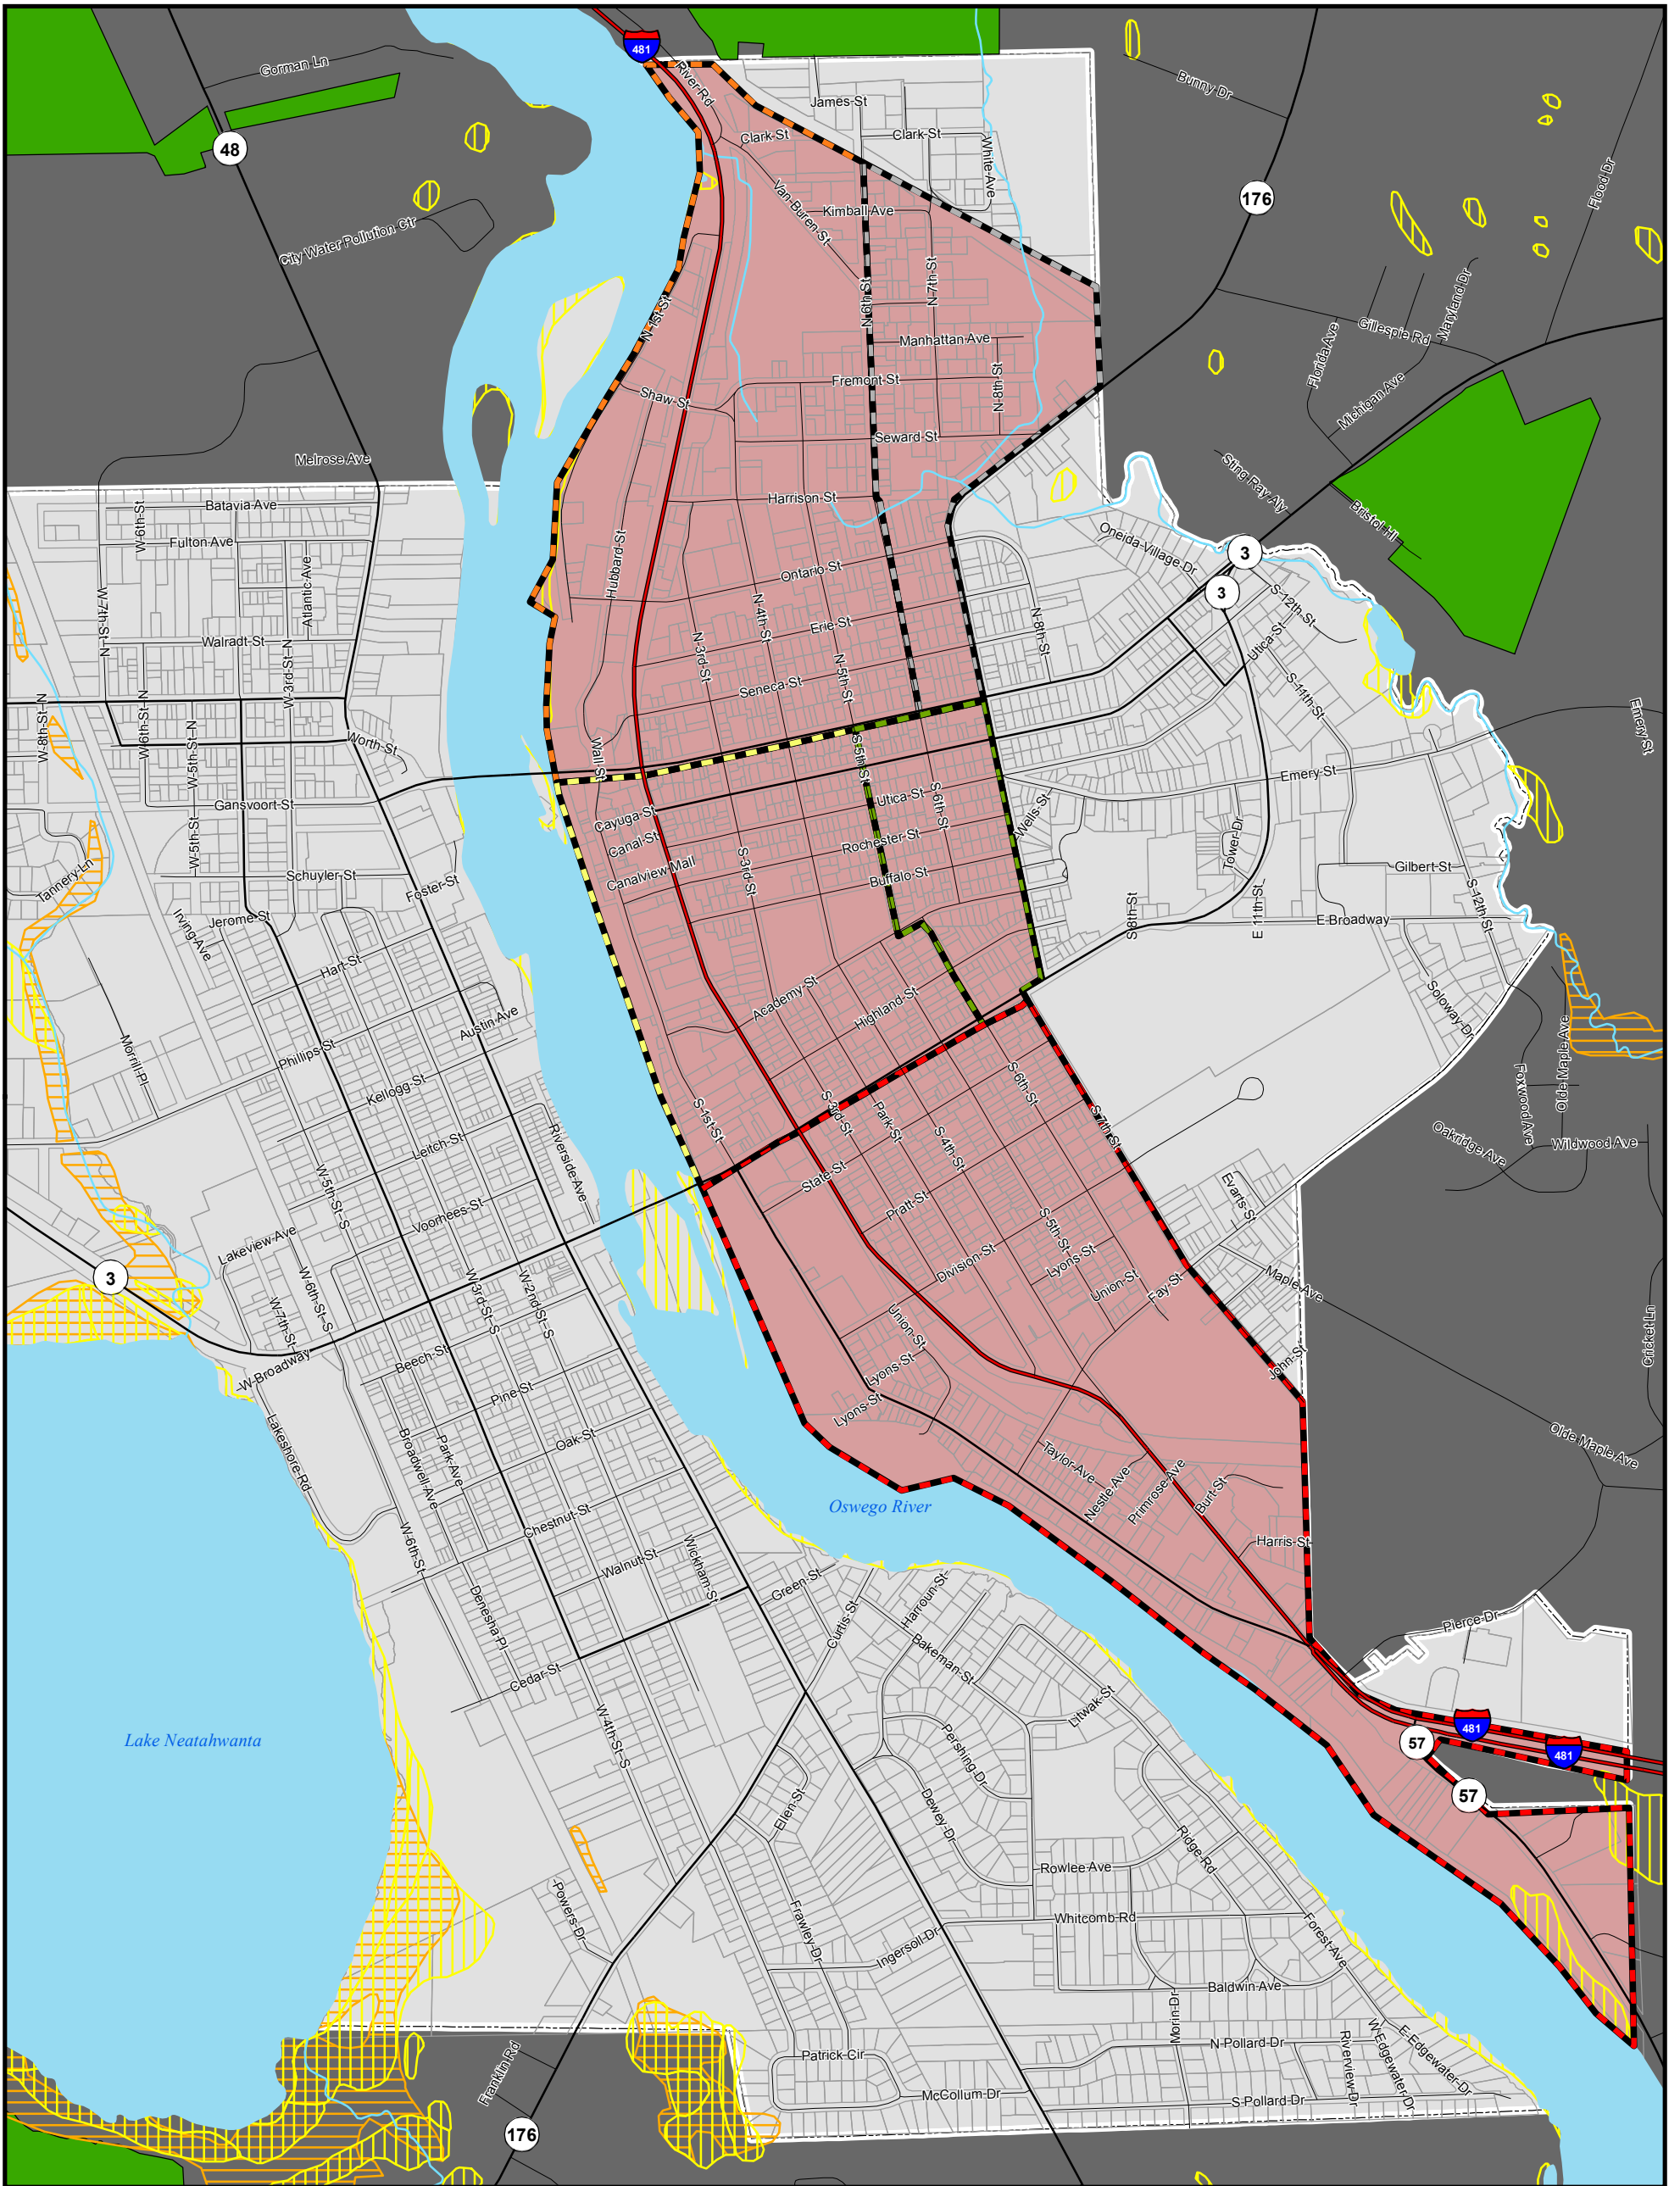 481
River Rd
Gorman Ln
Bunny Dr
James St
Clark St
Clark St
White Ave
48
176
Flood Dr
Van Buren St
Kimball Ave
City Water Pollution Ctr
N 7th St
N 6th St
N 1st St
Maryland Dr
Gillespie Rd
Florida Ave
Manhattan Ave
Fremont St
N 8th St
Michigan Ave
Shaw St
Seward St
Melrose Ave
Sting Ray Aly
Bristol Hl
Harrison St
Batavia Ave
W 6th St
Fulton Ave
Atlantic Ave
Hubbard St
Oneida Village Dr
3
3
Ontario St
W 7th St N
N 4th St
S 12th St
Erie St
N 8th St
Walradt St
Utica St
W 3rd St N
N 3rd St
N 5th St
Seneca St
S 11th St
W 8th St N
W 6th St N
W 5th St N
Worth St
Wall St
S 5th St
Emery St
Emery St
Gansvoort St
Utica St
S 6th St
Cayuga St
Wells St
Canal St
Rochester St
Tower Dr
W 5th St
Canalview Mall
S 3rd St
Buffalo St
Gilbert St
Tannery Ln
Schuyler St
Foster St
S 12th St
Jerome St
S 8th St
E 11th St
E Broadway
Irving Ave
Hart St
Academy St
Highland St
Soloway Dr
Austin Ave
Morrill Pl
Phillips St
Olde Maple Ave
Foxwood Ave
Kellogg St
S 6th St
S 1st St
S 2rd St
Park St
S 7th St
Leitch St
S 4th St
Riverside Ave
Oakridge Ave
Wildwood Ave
State St
W 5th St S
Evarts St
Pratt St
Voorhees St
S 5th St
Lakeview Ave
Division St
Lyons St
3
W 6th St S
W 3rd St S
W 2nd St S
Union St
Fay St
Maple Ave
W 7th St
Union St
Cricket Ln
Beech St
Lyons St
W Broadway
John St
Pine St
Lyons St
Lakeshore Rd
Broadwell Ave
Park Ave
Oak St
Olde Maple Ave
Taylor Ave
Nestle Ave
Primrose Ave
Burt St
Oswego River
Chestnut St
W 6th St
Harris St
Walnut St
Wickham St
Green St
Denesha Pl
Curtis St
Harroun St
Pierce Dr
Bakeman St
Cedar St
Litwak St
W 4th St S
Lake Neatahwanta
Pershing Dr
481
57
481
57
Ellen St
Dewey Dr
Ridge Rd
Rowlee Ave
Powers Dr
Frawley Dr
Whitcomb Rd
Forest Ave
Ingersoll Dr
Baldwin Ave
Morin Dr
Patrick Cir
N Pollard Dr
Riverview Dr
W Edgewater Dr
E Edgewater Dr
Franklin Rd
McCollum Dr
S Pollard Dr
176